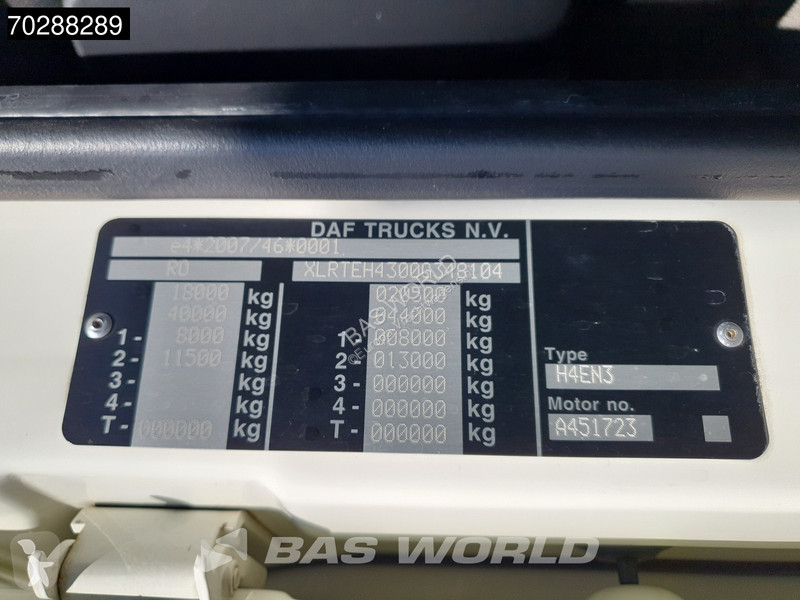 70288289
DAF TRUCKS N.V.
e4*2007/46*0001
RO
18000 kg 020500 kg
40000 kg 044000 kg
1- 8000 kg 1- 008000 kg
2- 11500 kg 2- 013000 kg
3- kg 3- 000000 kg
4- kg 4- 000000 kg
T- 000000 kg T- 000000 kg
Type
H4EN3
Motor no.
A451723
BAS WORLD
BAS WORLD